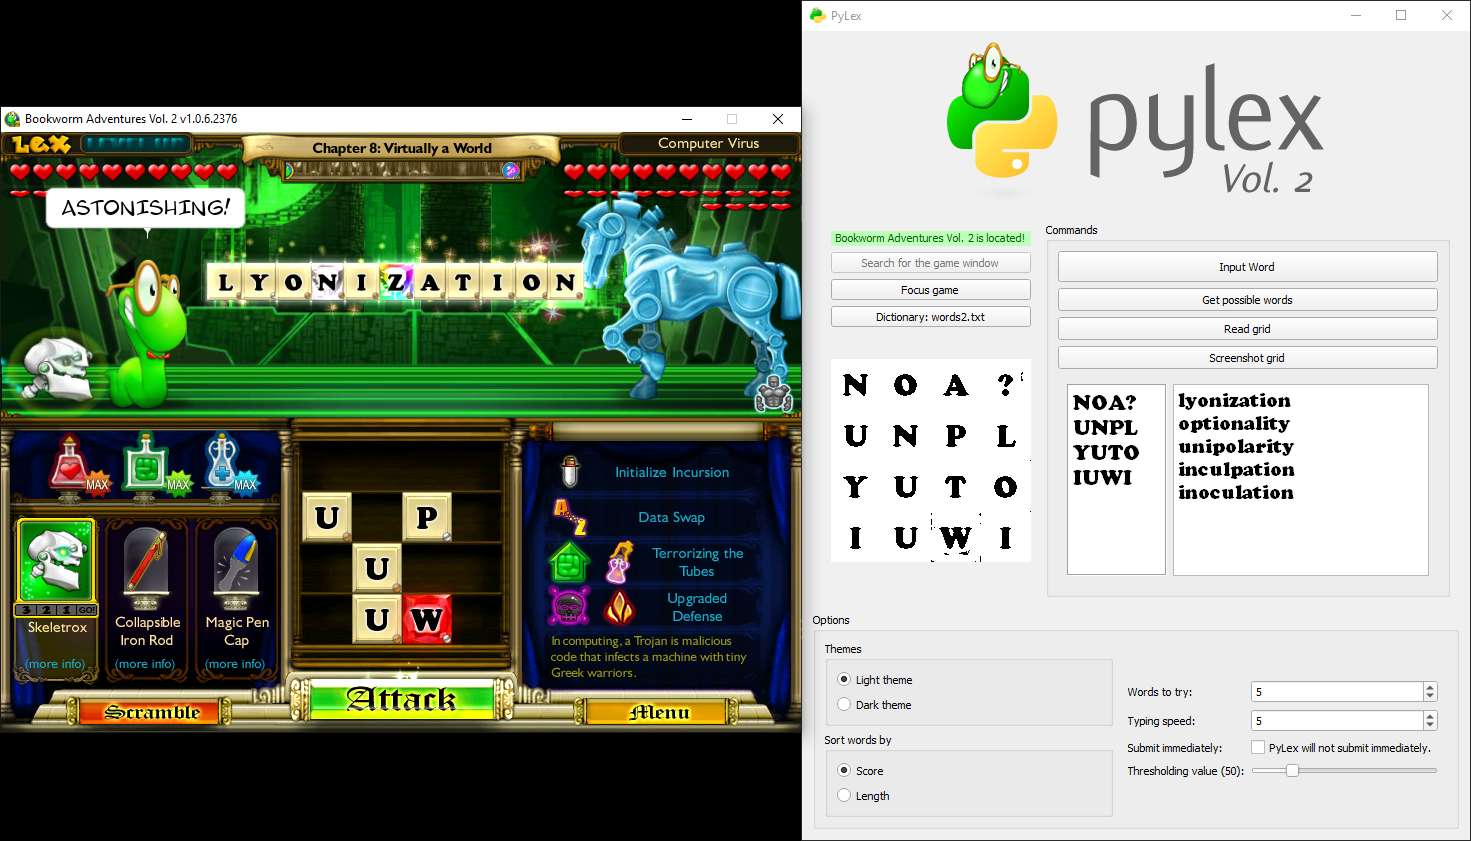 Bookworm Adventures Vol. 2 v1.0.6.2376
LEX
LEVEL UP
Chapter 8: Virtually a World
Computer Virus
ASTONISHING!
LYONIZATION
MAX
MAX
MAX
3 2 1 GO!
Skeletrox
(more info)
Collapsible
Iron Rod
(more info)
Magic Pen
Cap
(more info)
U P
U
U W
Initialize Incursion
A Z
Data Swap
Terrorizing the
Tubes
Upgraded
Defense
In computing, a Trojan is malicious
code that infects a machine with tiny
Greek warriors.
Scramble
Attack
Menu
PyLex
pylex
Vol. 2
Bookworm Adventures Vol. 2 is located!
Search for the game window
Focus game
Dictionary: words2.txt
N O A ?
U N P L
Y U T O
I U W I
Commands
Input Word
Get possible words
Read grid
Screenshot grid
NOA?
UNPL
YUTO
IUWI
lyonization
optionality
unipolarity
inculpation
inoculation
Options
Themes
Light theme
Dark theme
Sort words by
Score
Length
Words to try: 5
Typing speed: 5
Submit immediately: PyLex will not submit immediately.
Thresholding value (50):